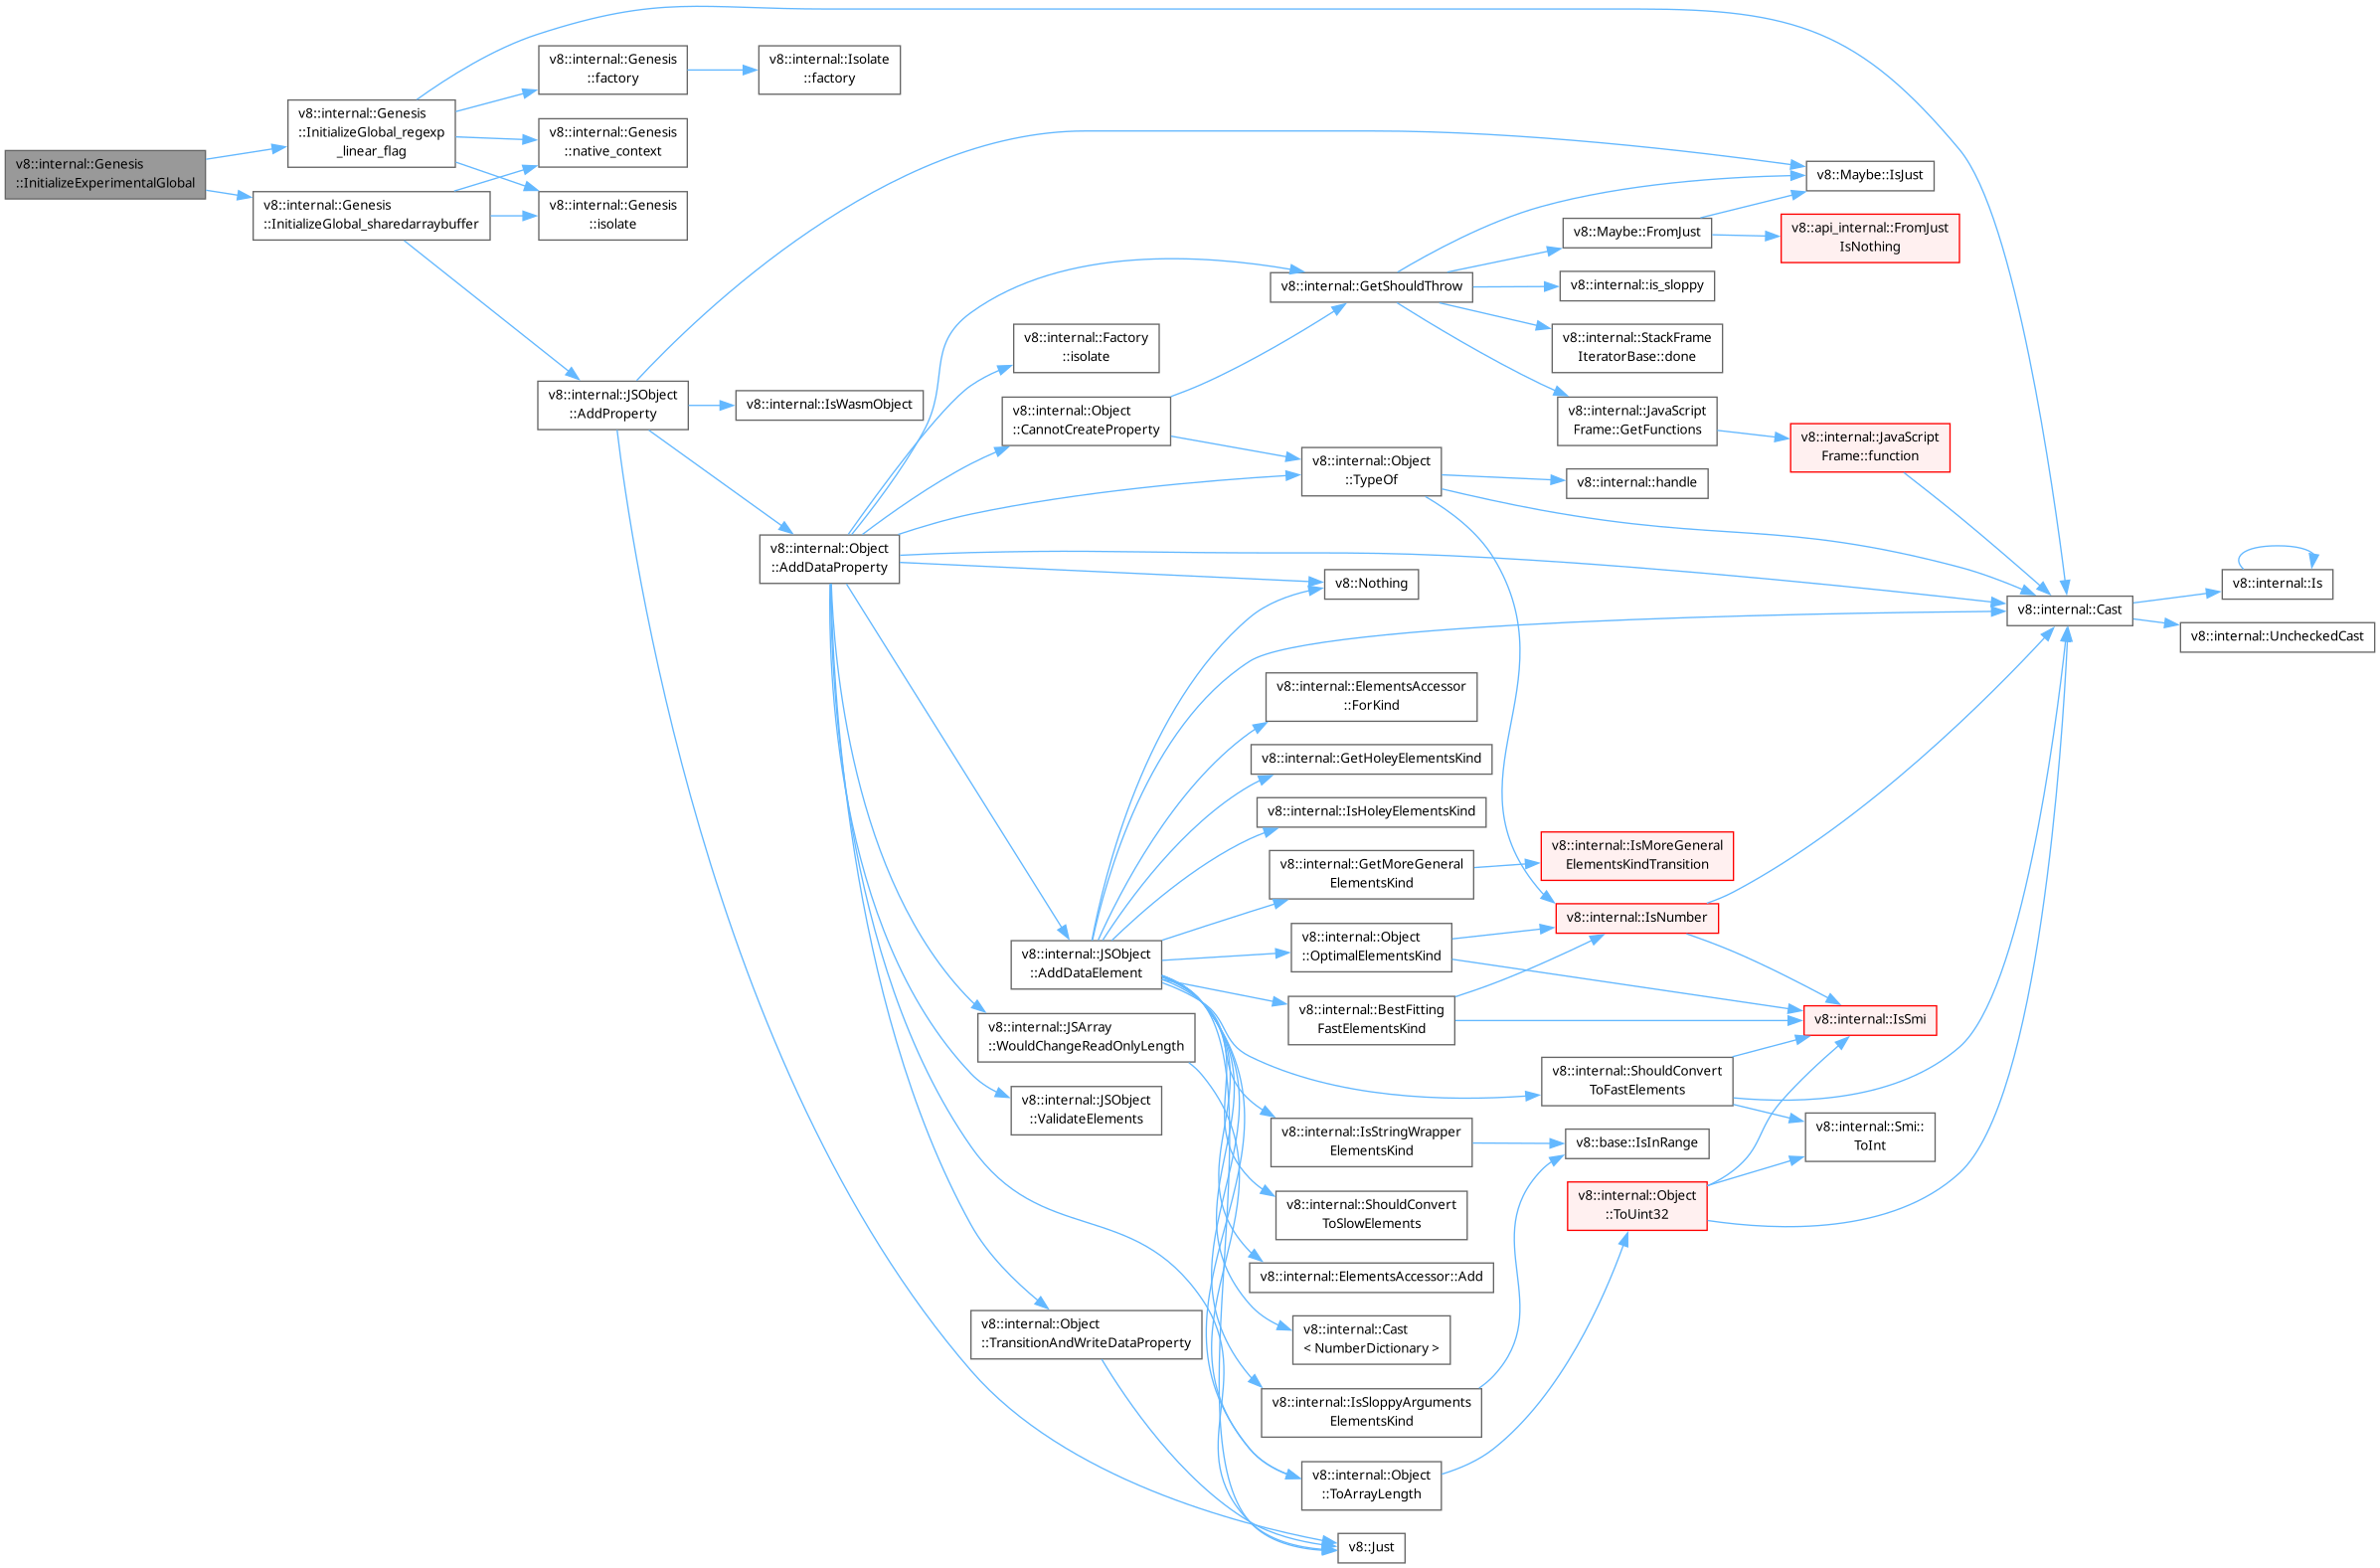 v8::internal::Genesis
::InitializeExperimentalGlobal
v8::internal::Genesis
::InitializeGlobal_regexp
_linear_flag
v8::internal::Genesis
::InitializeGlobal_sharedarraybuffer
v8::internal::Genesis
::factory
v8::internal::Isolate
::factory
v8::internal::Genesis
::native_context
v8::internal::Genesis
::isolate
v8::internal::JSObject
::AddProperty
v8::internal::IsWasmObject
v8::internal::Object
::AddDataProperty
v8::internal::Factory
::isolate
v8::internal::Object
::CannotCreateProperty
v8::internal::GetShouldThrow
v8::internal::Object
::TypeOf
v8::Nothing
v8::Maybe::IsJust
v8::Maybe::FromJust
v8::api_internal::FromJust
IsNothing
v8::internal::is_sloppy
v8::internal::StackFrame
IteratorBase::done
v8::internal::JavaScript
Frame::GetFunctions
v8::internal::JavaScript
Frame::function
v8::internal::handle
v8::internal::Cast
v8::internal::Is
v8::internal::UncheckedCast
v8::internal::JSObject
::AddDataElement
v8::internal::ElementsAccessor
::ForKind
v8::internal::GetHoleyElementsKind
v8::internal::IsHoleyElementsKind
v8::internal::GetMoreGeneral
ElementsKind
v8::internal::IsMoreGeneral
ElementsKindTransition
v8::internal::IsNumber
v8::internal::Object
::OptimalElementsKind
v8::internal::BestFitting
FastElementsKind
v8::internal::IsSmi
v8::internal::ShouldConvert
ToFastElements
v8::internal::Smi::
ToInt
v8::internal::JSArray
::WouldChangeReadOnlyLength
v8::internal::JSObject
::ValidateElements
v8::internal::IsStringWrapper
ElementsKind
v8::base::IsInRange
v8::internal::ShouldConvert
ToSlowElements
v8::internal::Object
::ToUint32
v8::internal::ElementsAccessor::Add
v8::internal::Object
::TransitionAndWriteDataProperty
v8::internal::Cast
< NumberDictionary >
v8::internal::IsSloppyArguments
ElementsKind
v8::internal::Object
::ToArrayLength
v8::Just